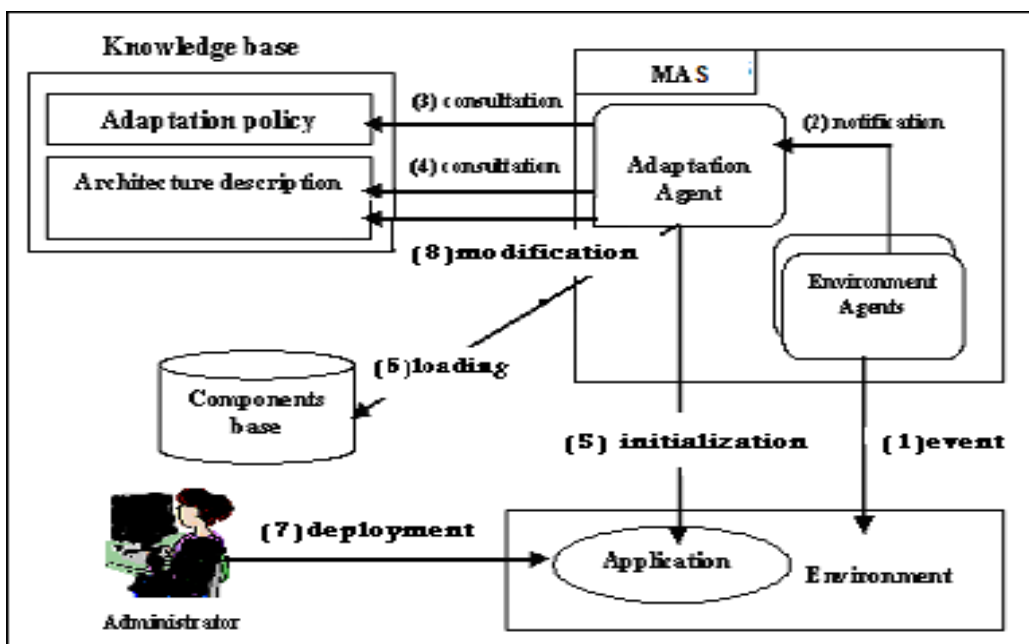 Knowledge base
MAS
(3) consultation
Adaptation policy
(2) notification
(4) consultation
Adaptation
Agent
Architecture description
(8)modification
Environment
Agents
(6)loading
Components
base
(5) initialization
(1)event
(7)deployment
Application
Environment
Administrator